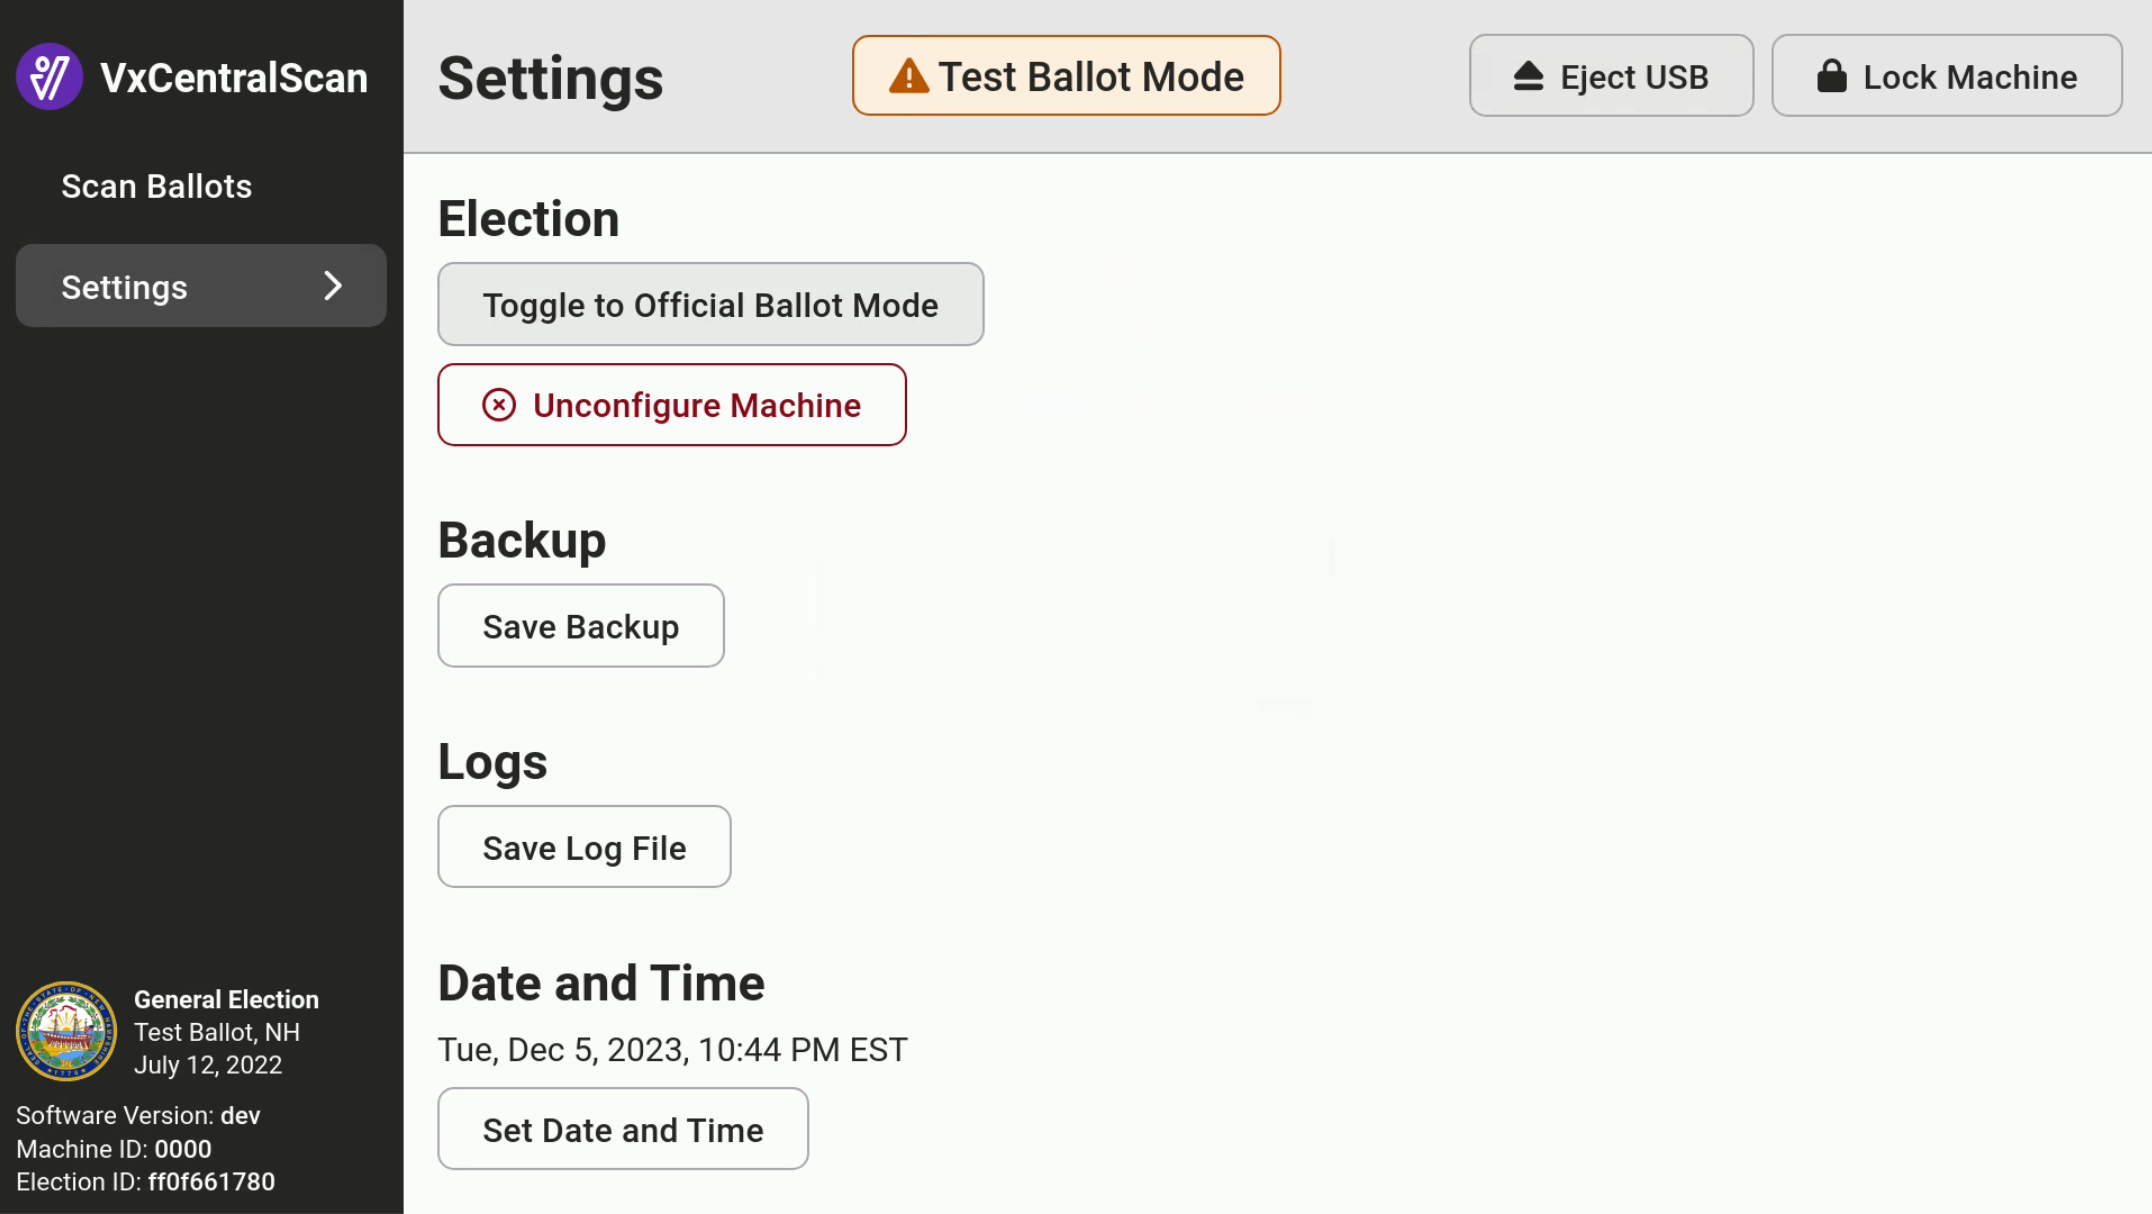 VxCentralScan
Scan Ballots
Settings
General Election
Test Ballot, NH
July 12, 2022
Software Version: dev
Machine ID: 0000
Election ID: ff0f661780
Settings
Test Ballot Mode
Eject USB
Lock Machine
Election
Toggle to Official Ballot Mode
Unconfigure Machine
Backup
Save Backup
Logs
Save Log File
Date and Time
Tue, Dec 5, 2023, 10:44 PM EST
Set Date and Time